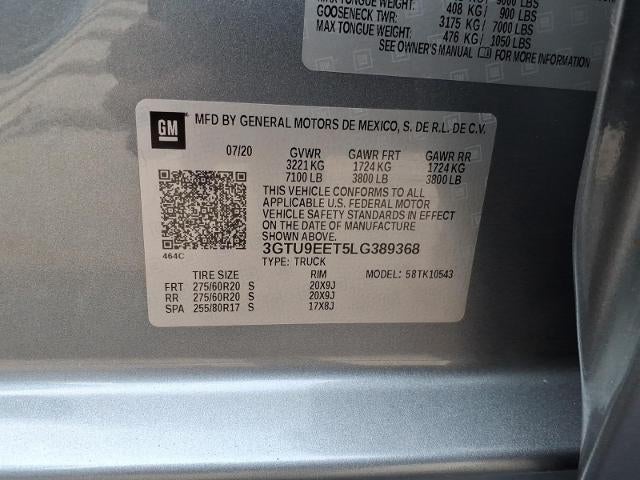 MAX TONGUE WEIGHT: 408 KG/ 900 LBS
GOOSENECK TWR: 3175 KG/ 7000 LBS
MAX TONGUE WEIGHT: 476 KG/ 1050 LBS
SEE OWNER'S MANUAL FOR MORE INFORMATION
GM
MFD BY GENERAL MOTORS DE MEXICO, S. DE R.L. DE C.V.
07/20 GVWR GAWR FRT GAWR RR
3221 KG 1724 KG 1724 KG
7100 LB 3800 LB 3800 LB
THIS VEHICLE CONFORMS TO ALL
APPLICABLE U.S. FEDERAL MOTOR
VEHICLE SAFETY STANDARDS IN EFFECT
ON THE DATE OF MANUFACTURE SHOWN ABOVE.
3GTU9EET5LG389368
464C TYPE: TRUCK
TIRE SIZE RIM MODEL: 58TK10543
FRT 275/60R20 S 20X9J
RR 275/60R20 S 20X9J
SPA 255/80R17 S 17X8J